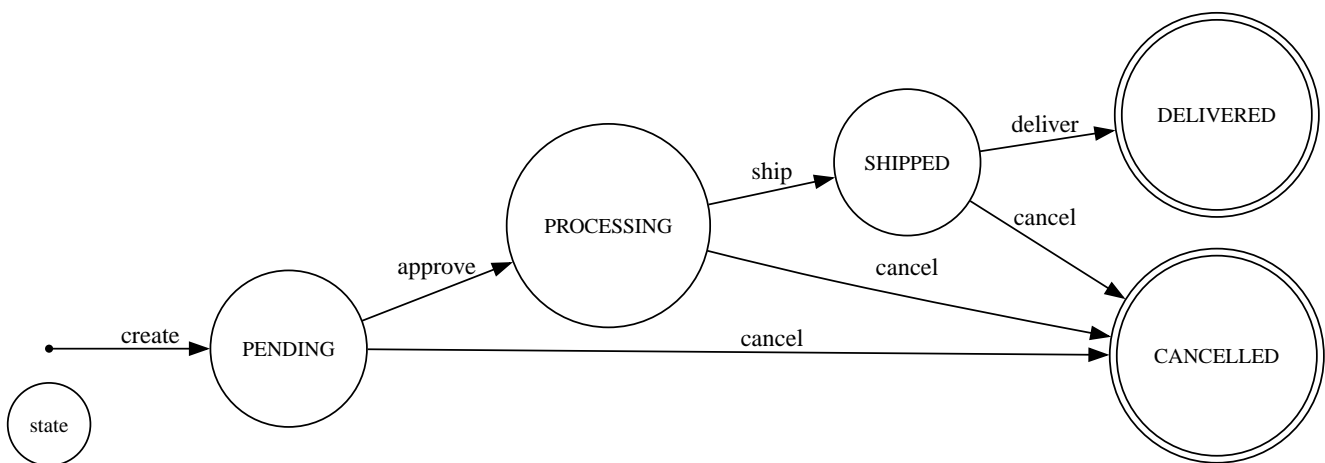 create
state
PENDING
approve
cancel
PROCESSING
ship
cancel
SHIPPED
deliver
cancel
DELIVERED
CANCELLED